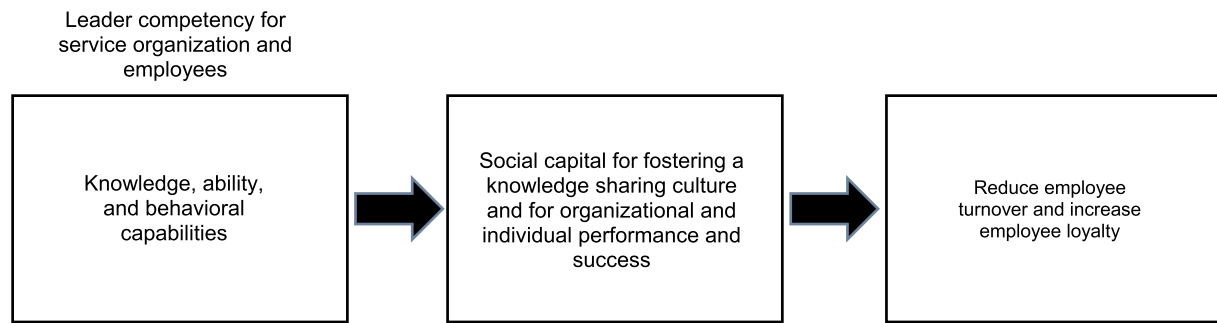 Leader competency for
service organization and
employees
Knowledge, ability,
and behavioral
capabilities
Social capital for fostering a
knowledge sharing culture
and for organizational and
individual performance and
success
Reduce employee
turnover and increase
employee loyalty